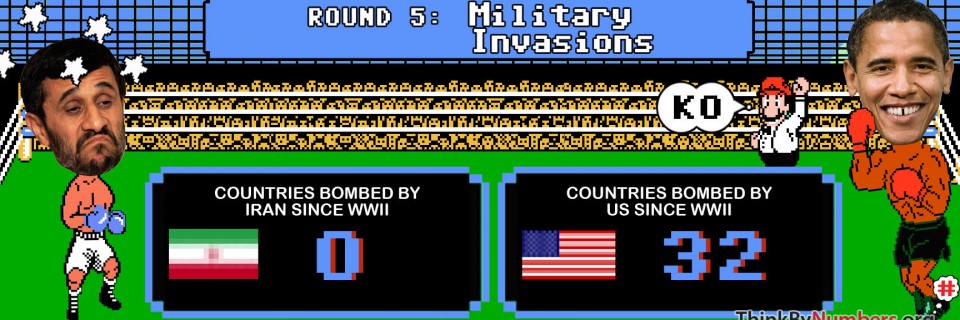 ROUND 5: Military
Invasions
KO
COUNTRIES BOMBED BY
IRAN SINCE WWII
0
COUNTRIES BOMBED BY
US SINCE WWII
32
#
ThinkByNumbers.org